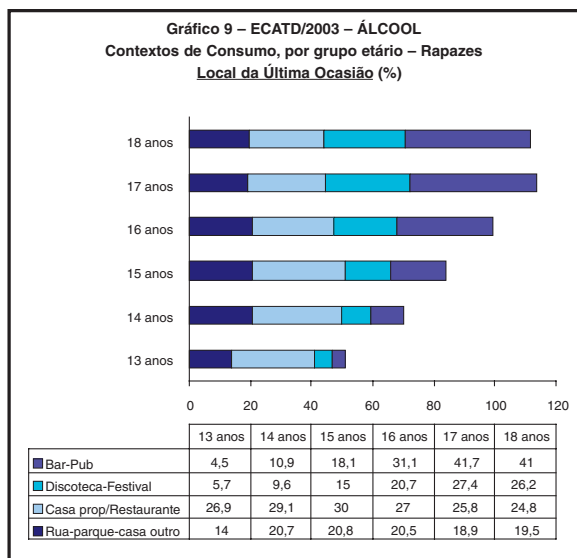 Gráfico 9 – ECATD/2003 – ÁLCOOL
Contextos de Consumo, por grupo etário – Rapazes
Local da Última Ocasião (%)
18 anos
17 anos
16 anos
15 anos
14 anos
13 anos
0 20 40 60 80 100 120
13 anos 14 anos 15 anos 16 anos 17 anos 18 anos
Bar-Pub 4,5 10,9 18,1 31,1 41,7 41
Discoteca-Festival 5,7 9,6 15 20,7 27,4 26,2
Casa prop/Restaurante 26,9 29,1 30 27 25,8 24,8
Rua-parque-casa outro 14 20,7 20,8 20,5 18,9 19,5